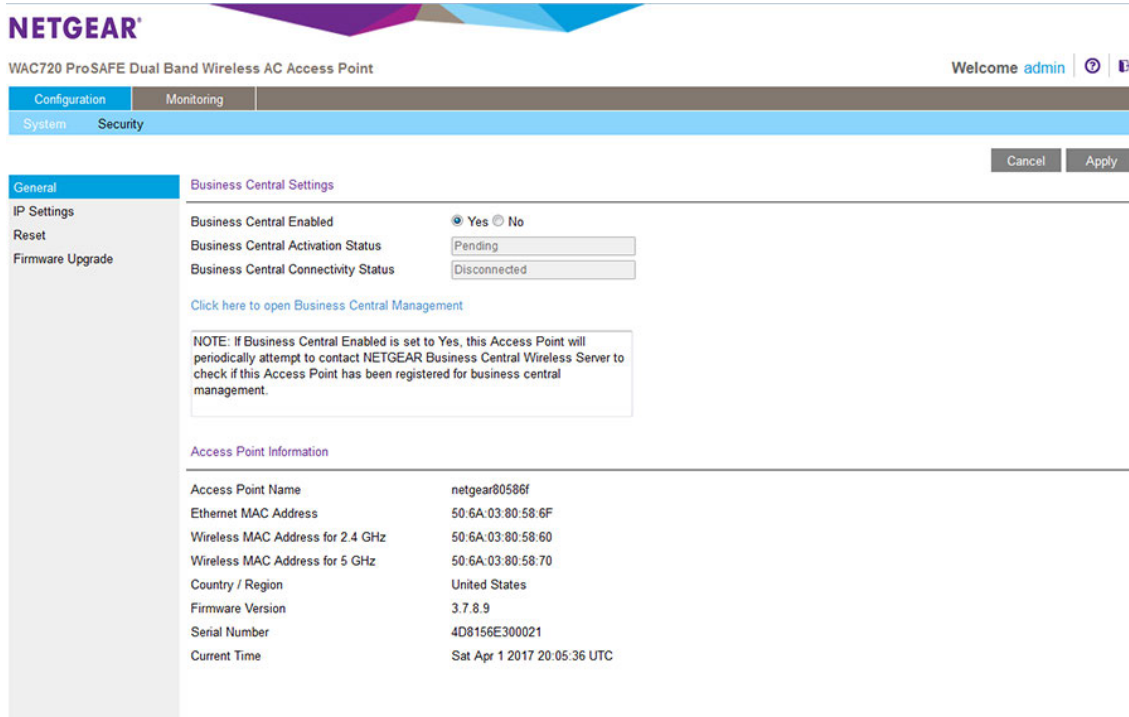 NETGEAR®
WAC720 ProSAFE Dual Band Wireless AC Access Point
Welcome admin
Configuration Monitoring
System Security
Cancel Apply
General
IP Settings
Reset
Firmware Upgrade
Business Central Settings
Business Central Enabled Yes No
Business Central Activation Status Pending
Business Central Connectivity Status Disconnected
Click here to open Business Central Management
NOTE: If Business Central Enabled is set to Yes, this Access Point will
periodically attempt to contact NETGEAR Business Central Wireless Server to
check if this Access Point has been registered for business central
management.
Access Point Information
Access Point Name netgear80586f
Ethernet MAC Address 50:6A:03:80:58:6F
Wireless MAC Address for 2.4 GHz 50:6A:03:80:58:60
Wireless MAC Address for 5 GHz 50:6A:03:80:58:70
Country / Region United States
Firmware Version 3.7.8.9
Serial Number 4D8156E300021
Current Time Sat Apr 1 2017 20:05:36 UTC